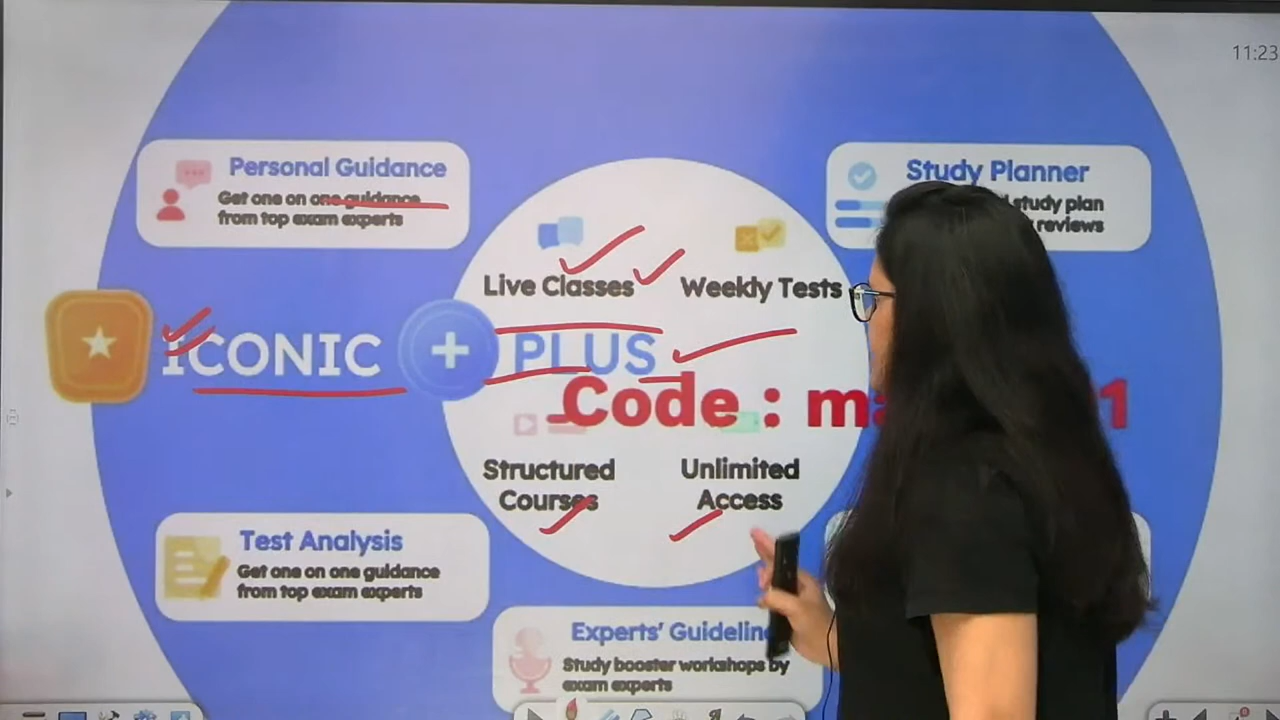 11:23
Personal Guidance
Get one on one guidance
from top exam experts
Study Planner
study plan
reviews
Live Classes
Weekly Tests
ICONIC + PLUS
Code : ma 1
Structured
Courses
Unlimited
Access
Test Analysis
Get one on one guidance
from top exam experts
Experts' Guideline
Study booster workshops by
exam experts